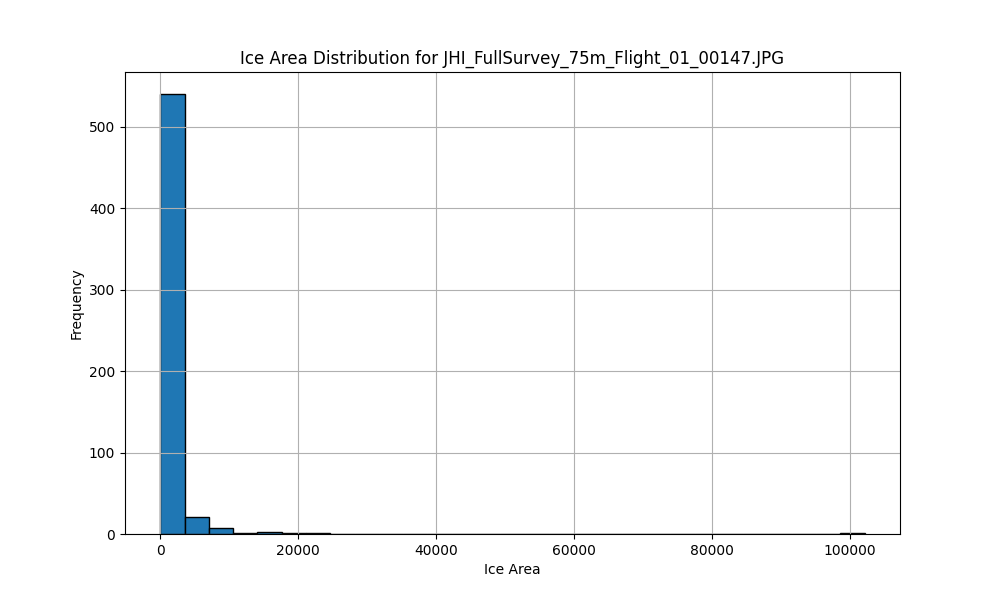 Ice Area Distribution for JHI_FullSurvey_75m_Flight_01_00147.JPG
500
400
300
200
100
0
Frequency
0 20000 40000 60000 80000 100000
Ice Area